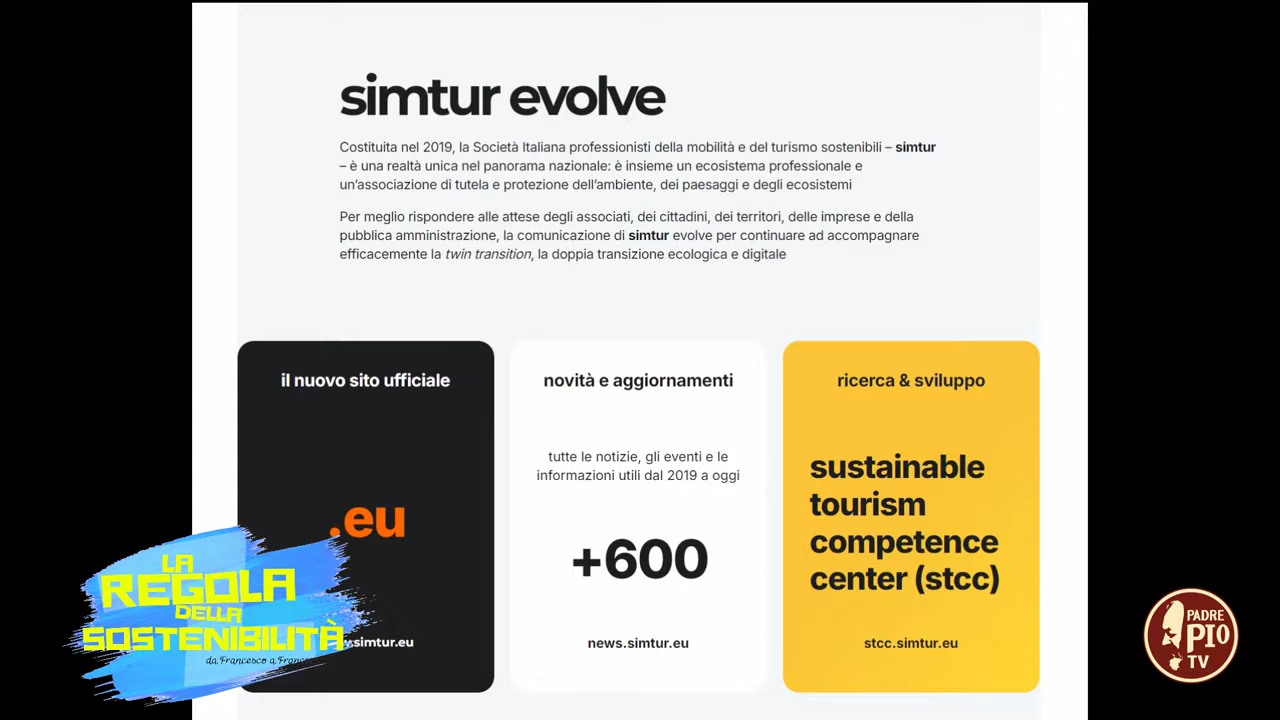 simtur evolve
Costituita nel 2019, la Società Italiana professionisti della mobilità e del turismo sostenibili – simtur
– è una realtà unica nel panorama nazionale: è insieme un ecosistema professionale e
un'associazione di tutela e protezione dell'ambiente, dei paesaggi e degli ecosistemi
Per meglio rispondere alle attese degli associati, dei cittadini, dei territori, delle imprese e della
pubblica amministrazione, la comunicazione di simtur evolve per continuare ad accompagnare
efficacemente la twin transition, la doppia transizione ecologica e digitale
il nuovo sito ufficiale
.eu
simtur.eu
novità e aggiornamenti
tutte le notizie, gli eventi e le
informazioni utili dal 2019 a oggi
+600
news.simtur.eu
ricerca & sviluppo
sustainable
tourism
competence
center (stcc)
stcc.simtur.eu
LA
REGOLA
DELLA
SOSTENIBILITÀ
da Francesco a
PADRE
PIO
TV